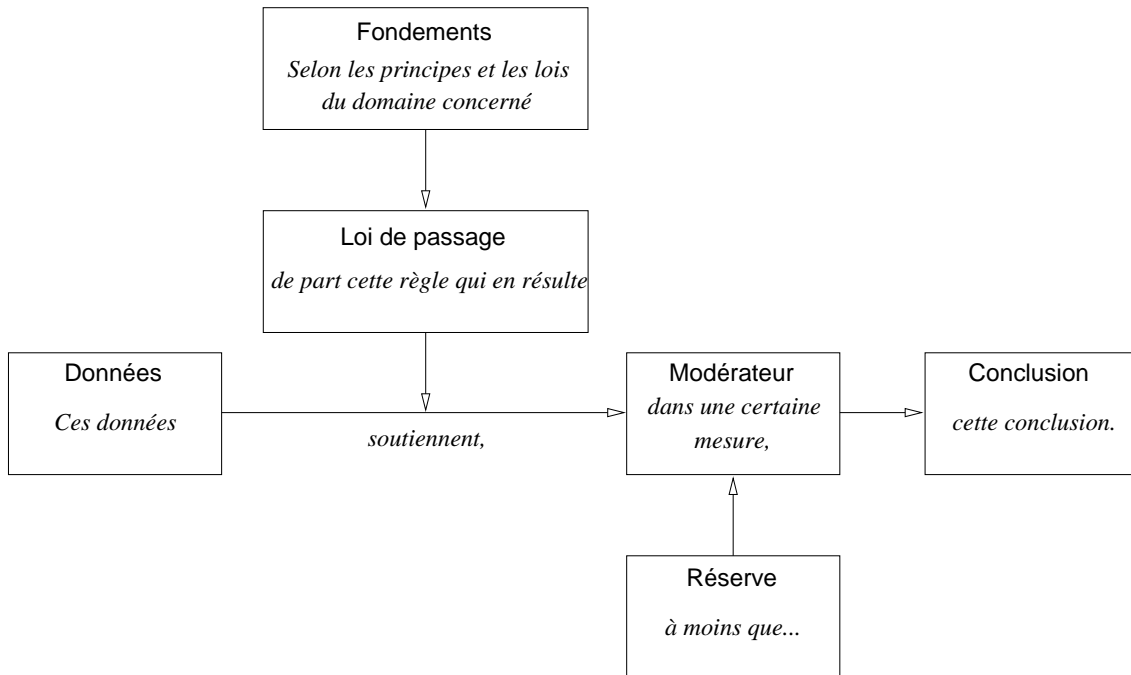 Fondements
Selon les principes et les lois
du domaine concerné
Loi de passage
de part cette règle qui en résulte
Données
Ces données
soutiennent,
Modérateur
dans une certaine
mesure,
Conclusion
cette conclusion.
Réserve
à moins que...